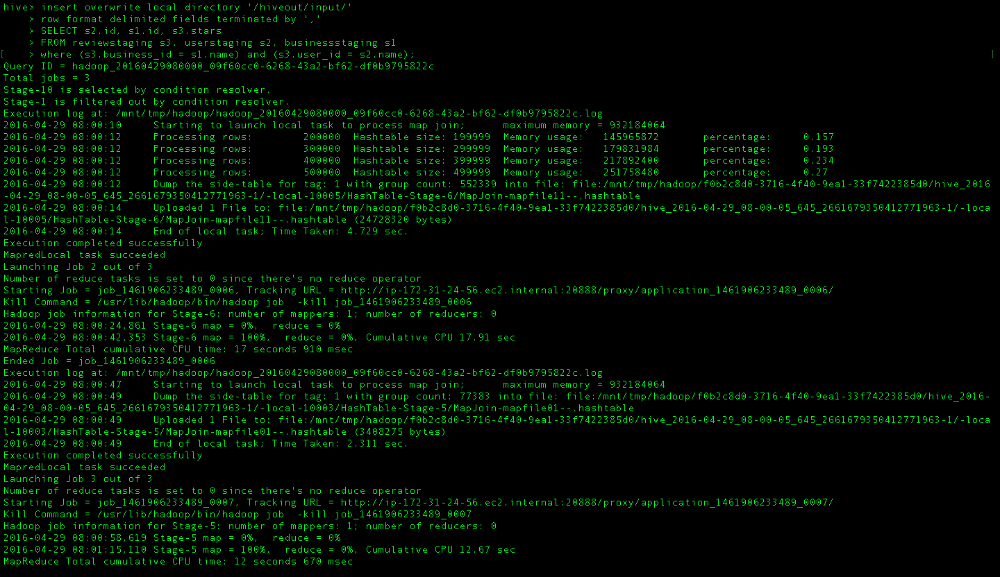 hive> insert overwrite local directory '/hiveout/input/'
    > row format delimited fields terminated by ','
    > SELECT s2.id, s1.id, s3.stars
    > FROM reviewstaging s3, userstaging s2, businessstaging s1
[    > where (s3.business_id = s1.name) and (s3.user_id = s2.name); ]
Query ID = hadoop_20160429080000_09f60cc0-6268-43a2-bf62-df0b9795822c
Total jobs = 3
Stage-10 is selected by condition resolver.
Stage-1 is filtered out by condition resolver.
Execution log at: /mnt/tmp/hadoop/hadoop_20160429080000_09f60cc0-6268-43a2-bf62-df0b9795822c.log
2016-04-29 08:00:10     Starting to launch local task to process map join;      maximum memory = 932184064
2016-04-29 08:00:12     Processing rows:        200000  Hashtable size: 199999  Memory usage:   145965872       percentage:     0.157
2016-04-29 08:00:12     Processing rows:        300000  Hashtable size: 299999  Memory usage:   179831984       percentage:     0.193
2016-04-29 08:00:12     Processing rows:        400000  Hashtable size: 399999  Memory usage:   217892400       percentage:     0.234
2016-04-29 08:00:12     Processing rows:        500000  Hashtable size: 499999  Memory usage:   251758480       percentage:     0.27
2016-04-29 08:00:12     Dump the side-table for tag: 1 with group count: 552339 into file: file:/mnt/tmp/hadoop/f0b2c8d0-3716-4f40-9ea1-33f7422385d0/hive_2016
-04-29_08-00-05_645_2661679350412771963-1/-local-10005/HashTable-Stage-6/MapJoin-mapfile11--.hashtable
2016-04-29 08:00:14     Uploaded 1 File to: file:/mnt/tmp/hadoop/f0b2c8d0-3716-4f40-9ea1-33f7422385d0/hive_2016-04-29_08-00-05_645_2661679350412771963-1/-loca
l-10005/HashTable-Stage-6/MapJoin-mapfile11--.hashtable (24728320 bytes)
2016-04-29 08:00:14     End of local task; Time Taken: 4.729 sec.
Execution completed successfully
MapredLocal task succeeded
Launching Job 2 out of 3
Number of reduce tasks is set to 0 since there's no reduce operator
Starting Job = job_1461906233489_0006, Tracking URL = http://ip-172-31-24-56.ec2.internal:20888/proxy/application_1461906233489_0006/
Kill Command = /usr/lib/hadoop/bin/hadoop job  -kill job_1461906233489_0006
Hadoop job information for Stage-6: number of mappers: 1; number of reducers: 0
2016-04-29 08:00:24,861 Stage-6 map = 0%,  reduce = 0%
2016-04-29 08:00:42,353 Stage-6 map = 100%,  reduce = 0%, Cumulative CPU 17.91 sec
MapReduce Total cumulative CPU time: 17 seconds 910 msec
Ended Job = job_1461906233489_0006
Execution log at: /mnt/tmp/hadoop/hadoop_20160429080000_09f60cc0-6268-43a2-bf62-df0b9795822c.log
2016-04-29 08:00:47     Starting to launch local task to process map join;      maximum memory = 932184064
2016-04-29 08:00:49     Dump the side-table for tag: 1 with group count: 77383 into file: file:/mnt/tmp/hadoop/f0b2c8d0-3716-4f40-9ea1-33f7422385d0/hive_2016-
04-29_08-00-05_645_2661679350412771963-1/-local-10003/HashTable-Stage-5/MapJoin-mapfile01--.hashtable
2016-04-29 08:00:49     Uploaded 1 File to: file:/mnt/tmp/hadoop/f0b2c8d0-3716-4f40-9ea1-33f7422385d0/hive_2016-04-29_08-00-05_645_2661679350412771963-1/-loca
l-10003/HashTable-Stage-5/MapJoin-mapfile01--.hashtable (3408275 bytes)
2016-04-29 08:00:49     End of local task; Time Taken: 2.311 sec.
Execution completed successfully
MapredLocal task succeeded
Launching Job 3 out of 3
Number of reduce tasks is set to 0 since there's no reduce operator
Starting Job = job_1461906233489_0007, Tracking URL = http://ip-172-31-24-56.ec2.internal:20888/proxy/application_1461906233489_0007/
Kill Command = /usr/lib/hadoop/bin/hadoop job  -kill job_1461906233489_0007
Hadoop job information for Stage-5: number of mappers: 1; number of reducers: 0
2016-04-29 08:00:58,619 Stage-5 map = 0%,  reduce = 0%
2016-04-29 08:01:15,110 Stage-5 map = 100%,  reduce = 0%, Cumulative CPU 12.67 sec
MapReduce Total cumulative CPU time: 12 seconds 670 msec